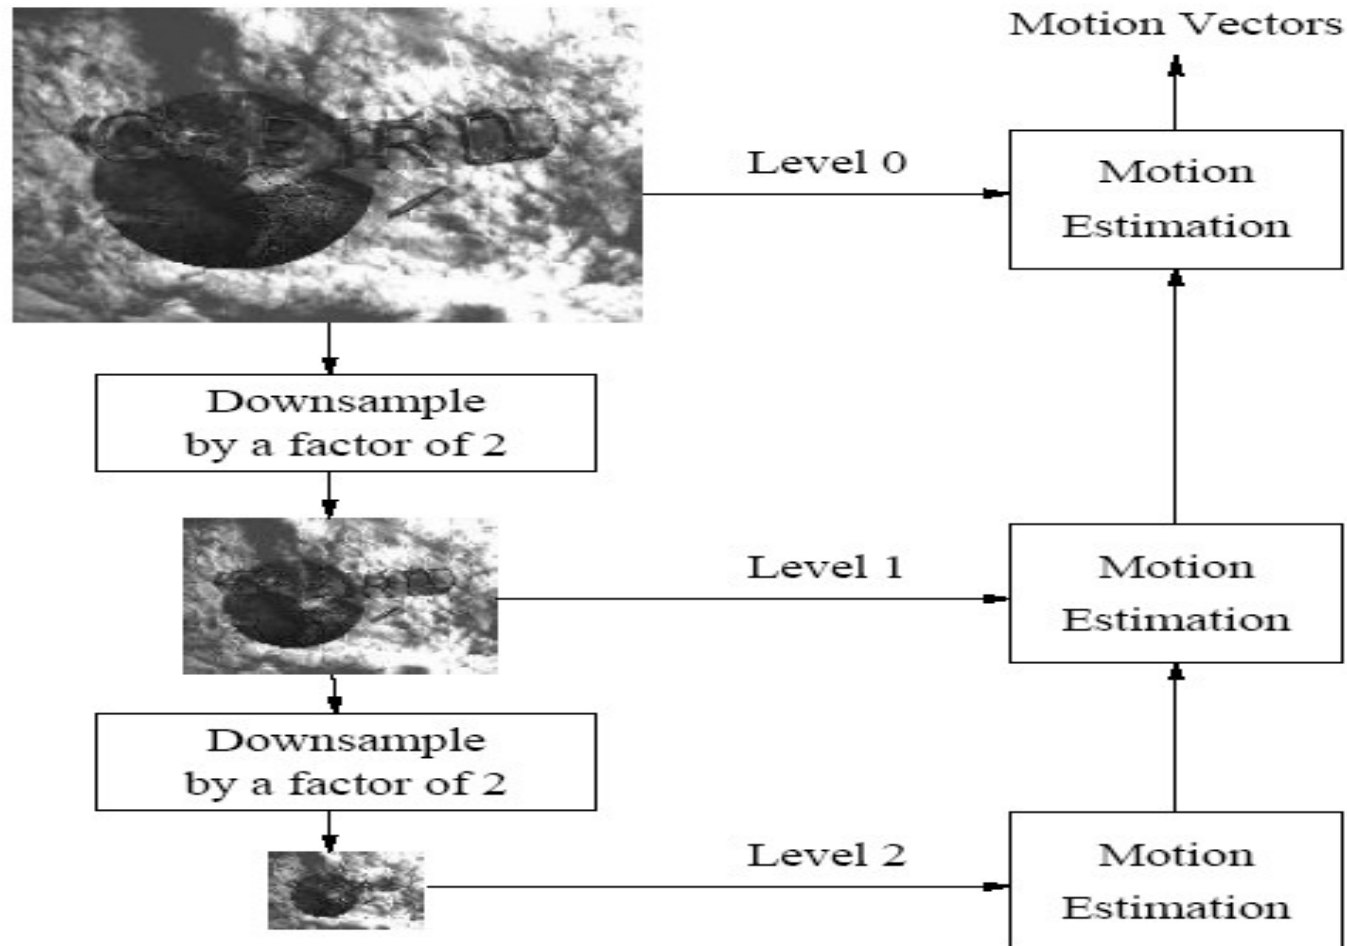 Motion Vectors
Level 0
Motion
Estimation
Downsample
by a factor of 2
Level 1
Motion
Estimation
Downsample
by a factor of 2
Level 2
Motion
Estimation